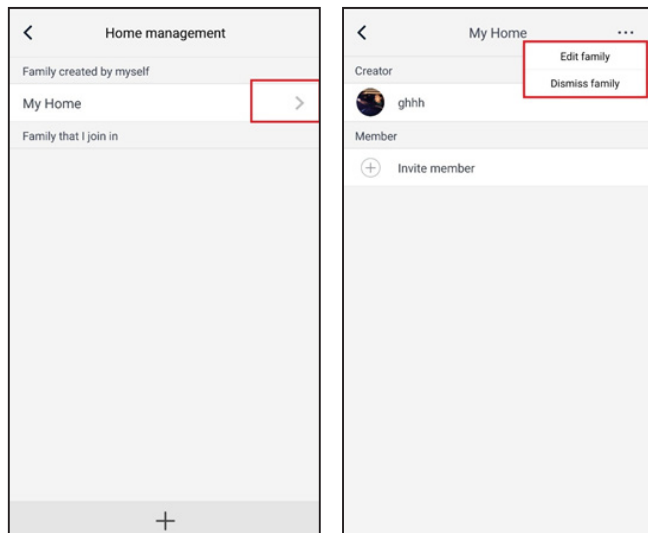 Home management
Family created by myself
My Home
Family that I join in
My Home
Edit family
Dismiss family
Creator
ghhh
Member
Invite member